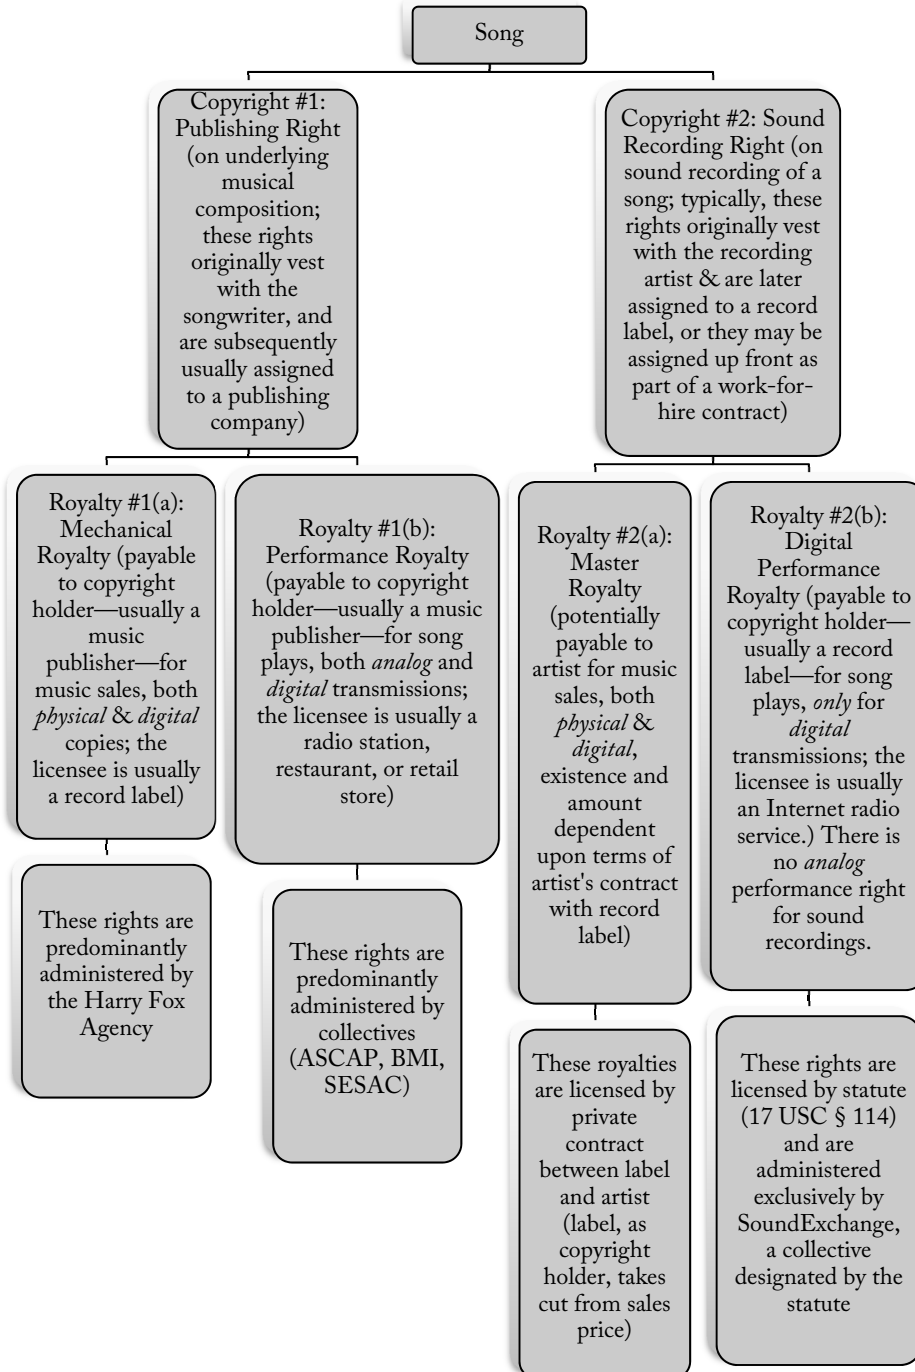 Song
Copyright #1:
Publishing Right
(on underlying
musical
composition;
these rights
originally vest
with the
songwriter, and
are subsequently
usually assigned
to a publishing
company)
Copyright #2: Sound
Recording Right (on
sound recording of a
song; typically, these
rights originally vest
with the recording
artist & are later
assigned to a record
label, or they may be
assigned up front as
part of a work-for-
hire contract)
Royalty #1(a):
Mechanical
Royalty (payable
to copyright
holder—usually a
music
publisher—for
music sales, both
physical & digital
copies; the
licensee is usually
a record label)
Royalty #1(b):
Performance Royalty
(payable to copyright
holder—usually a music
publisher—for song
plays, both analog and
digital transmissions;
the licensee is usually a
radio station,
restaurant, or retail
store)
Royalty #2(a):
Master
Royalty
(potentially
payable to
artist for music
sales, both
physical &
digital,
existence and
amount
dependent
upon terms of
artist's contract
with record
label)
Royalty #2(b):
Digital
Performance
Royalty (payable to
copyright holder—
usually a record
label—for song
plays, only for
digital
transmissions; the
licensee is usually
an Internet radio
service.) There is
no analog
performance right
for sound
recordings.
These rights are
predominantly
administered by
the Harry Fox
Agency
These rights are
predominantly
administered by
collectives
(ASCAP, BMI,
SESAC)
These royalties
are licensed by
private
contract
between label
and artist
(label, as
copyright
holder, takes
cut from sales
price)
These rights are
licensed by statute
(17 USC § 114)
and are
administered
exclusively by
SoundExchange,
a collective
designated by the
statute